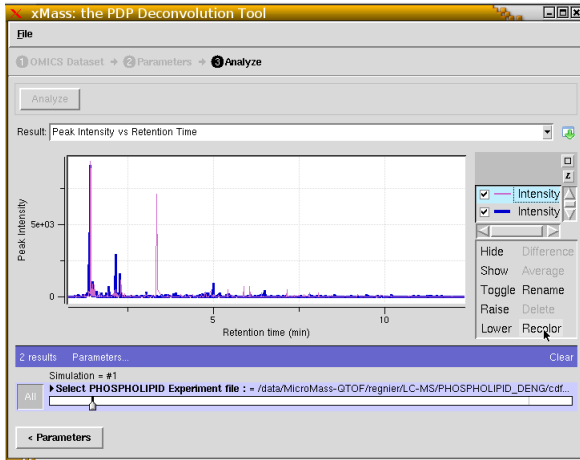 xMass: the PDP Deconvolution Tool
File
1 OMICS Dataset → 2 Parameters → 3 Analyze
Analyze
Result: Peak Intensity vs Retention Time
Peak Intensity
5e+03
0
5
10
Retention time (min)
Intensity
Intensity
Hide Difference
Show Average
Toggle Rename
Raise Delete
Lower Recolor
2 results Parameters... Clear
Simulation = #1
All
Select PHOSPHOLIPID Experiment file : = /data/MicroMass-QTOF/regnier/LC-MS/PHOSPHOLIPID_DENG/cdf...
< Parameters